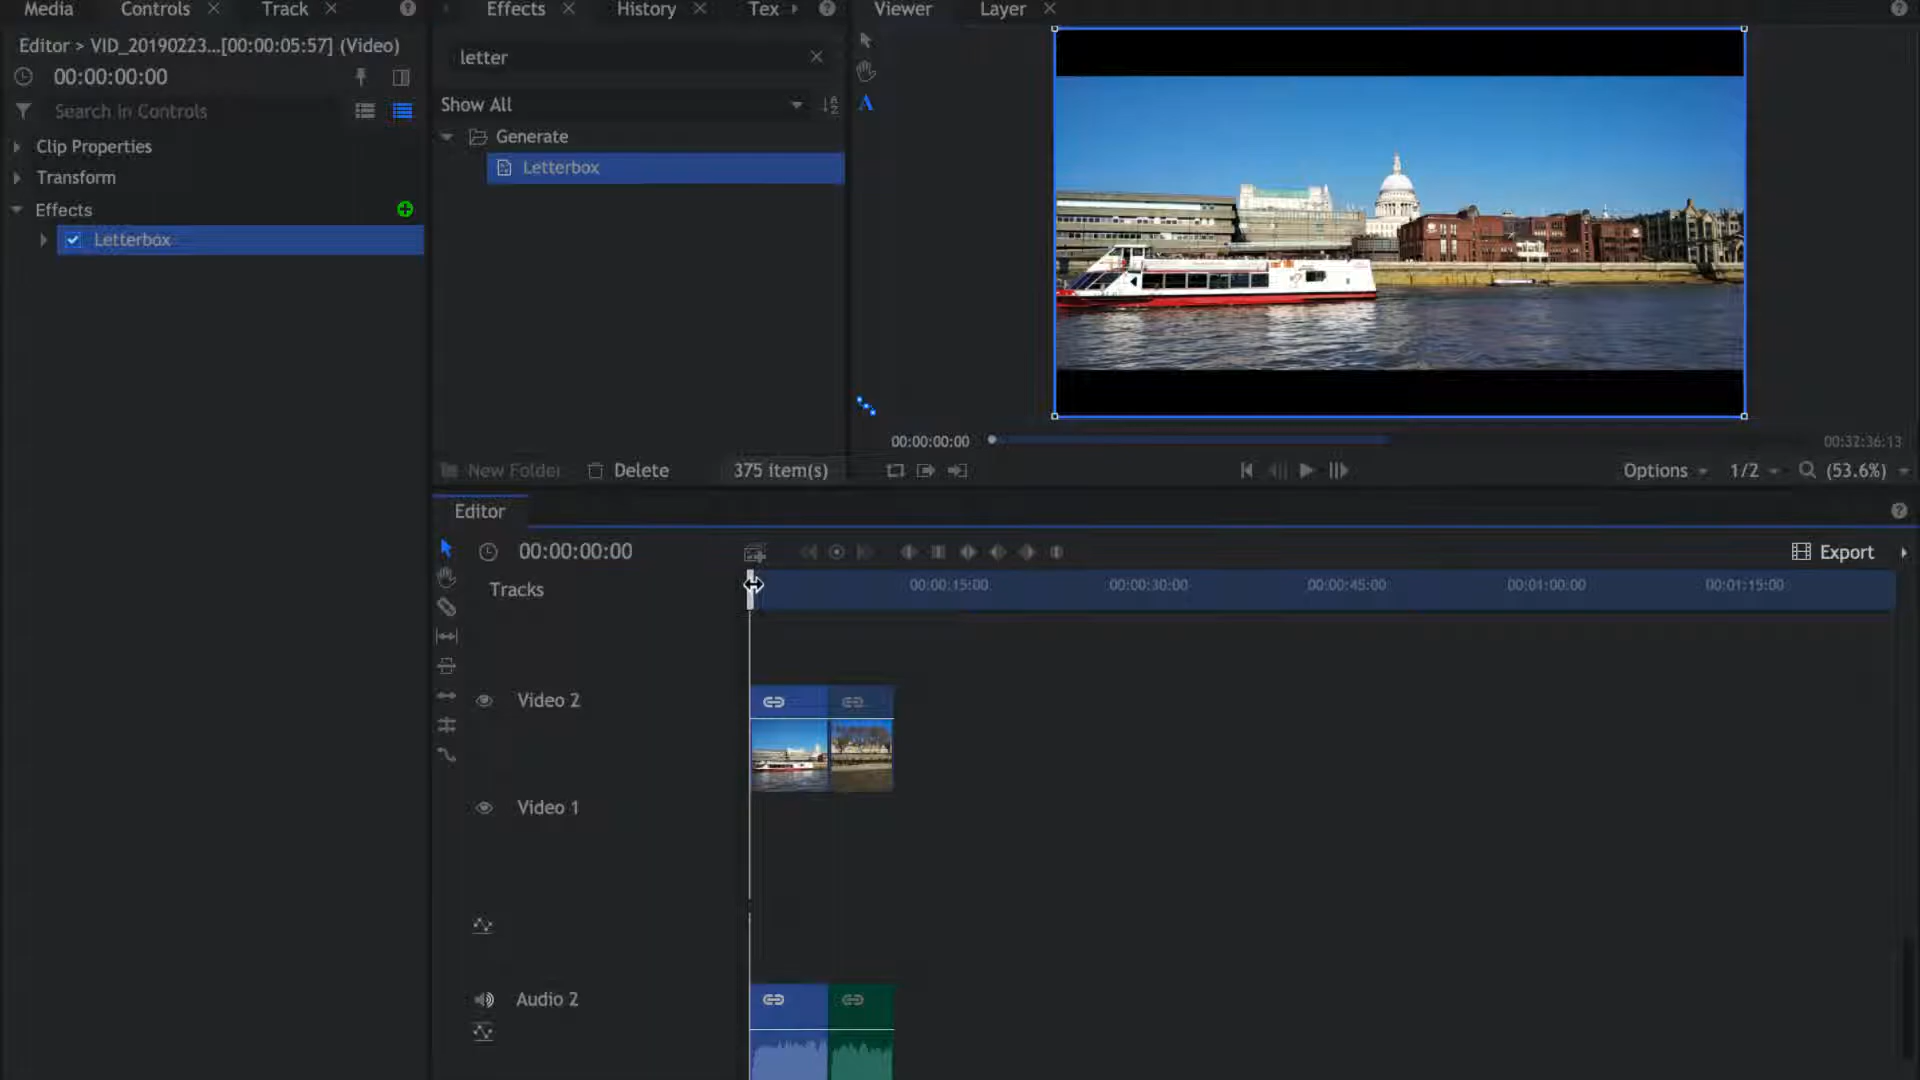 Media
Controls
Track
Editor > VID_20190223...[00:00:05:57] (Video)
00:00:00:00
Search in Controls
Clip Properties
Transform
Effects
Letterbox
Effects
History
Tex
letter
Show All
Generate
Letterbox
New Folder
Delete
375 item(s)
Viewer
Layer
A
00:00:00:00
00:32:36:13
Options
1/2
(53.6%)
Editor
00:00:00:00
Export
Tracks
00:00:15:00
00:00:30:00
00:00:45:00
00:01:00:00
00:01:15:00
Video 2
Video 1
Audio 2